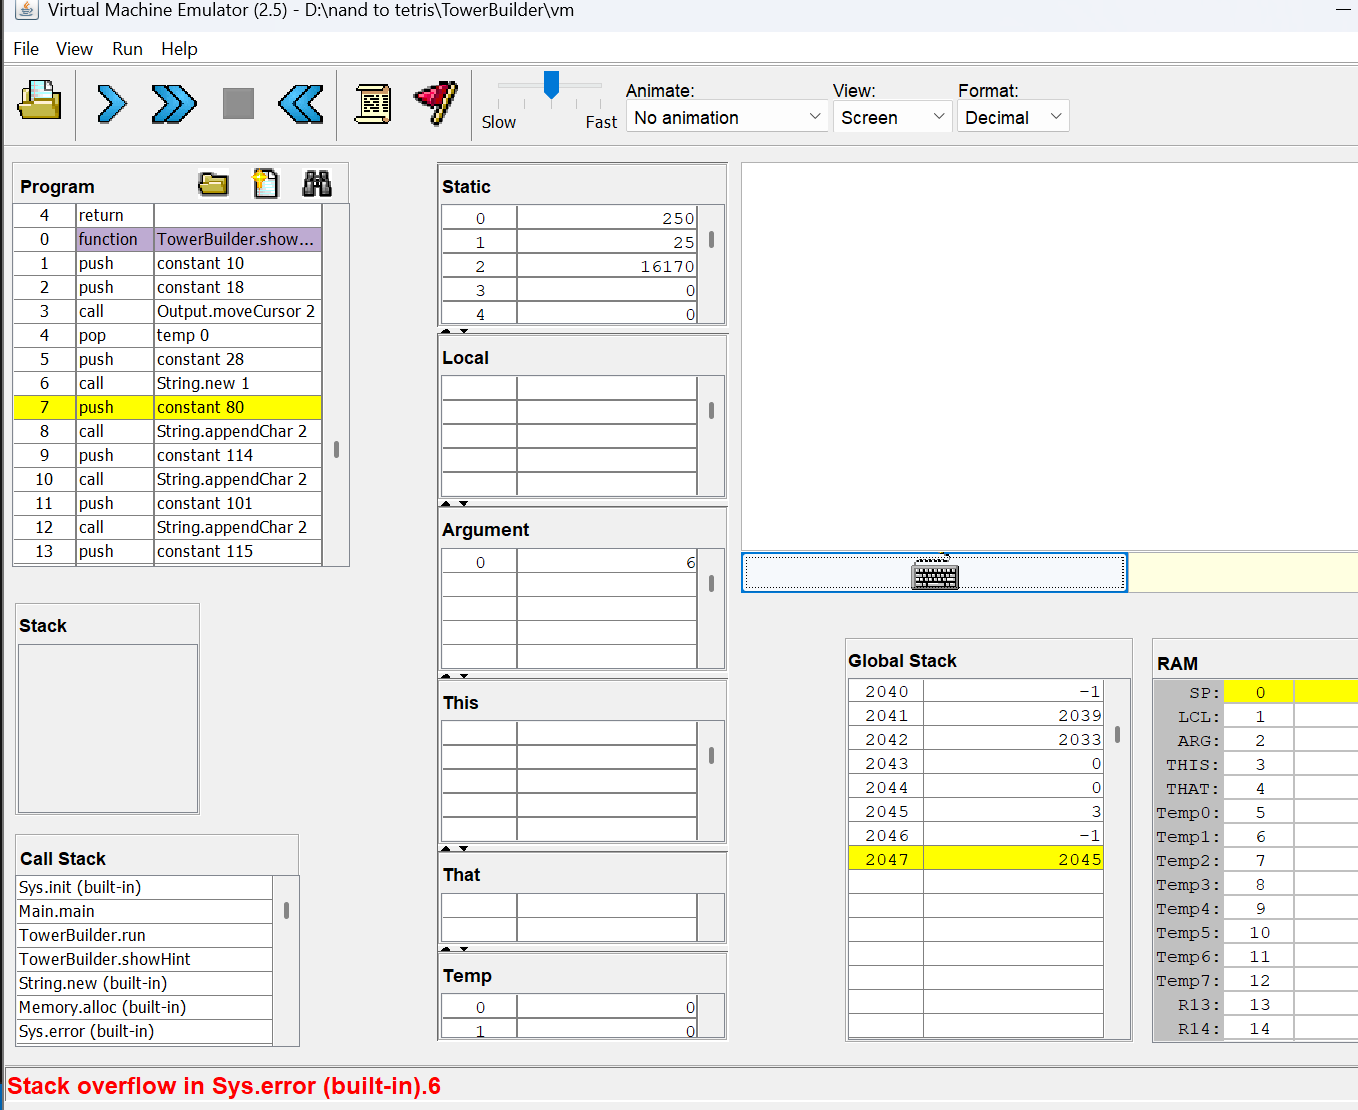 Virtual Machine Emulator (2.5) - D:\nand to tetris\TowerBuilder\vm
File View Run Help
Slow Fast
Animate: View: Format:
No animation Screen Decimal
Program
4 return
0 function TowerBuilder.show...
1 push constant 10
2 push constant 18
3 call Output.moveCursor 2
4 pop temp 0
5 push constant 28
6 call String.new 1
7 push constant 80
8 call String.appendChar 2
9 push constant 114
10 call String.appendChar 2
11 push constant 101
12 call String.appendChar 2
13 push constant 115
Stack
Call Stack
Sys.init (built-in)
Main.main
TowerBuilder.run
TowerBuilder.showHint
String.new (built-in)
Memory.alloc (built-in)
Sys.error (built-in)
Static
0 250
1 25
2 16170
3 0
4 0
Local
Argument
0 6
This
That
Temp
0 0
1 0
Global Stack
2040 -1
2041 2039
2042 2033
2043 0
2044 0
2045 3
2046 -1
2047 2045
RAM
SP: 0
LCL: 1
ARG: 2
THIS: 3
THAT: 4
Temp0: 5
Temp1: 6
Temp2: 7
Temp3: 8
Temp4: 9
Temp5: 10
Temp6: 11
Temp7: 12
R13: 13
R14: 14
Stack overflow in Sys.error (built-in).6